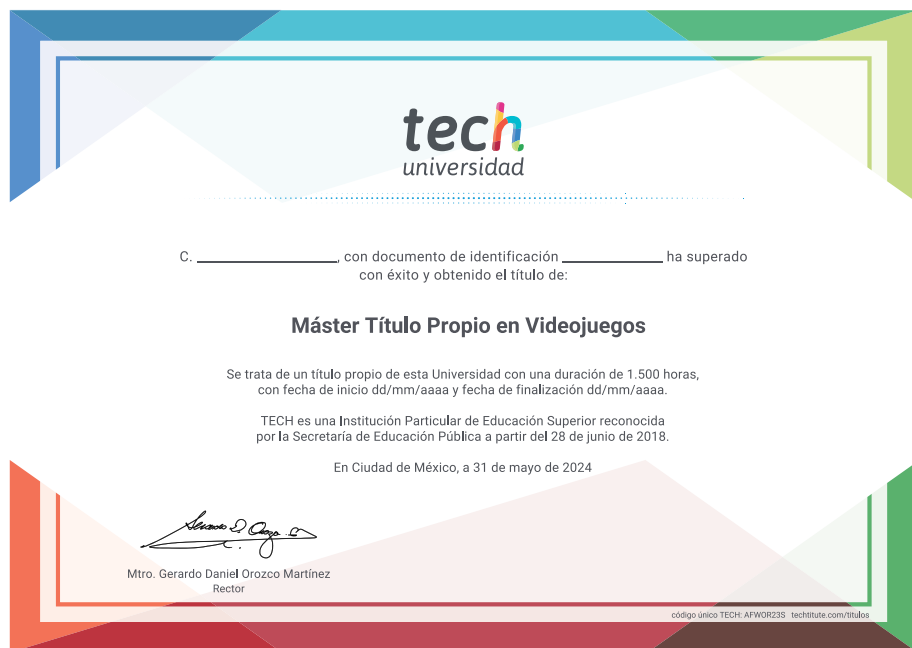 tech
universidad
C. _________________, con documento de identificación ____________ ha superado
con éxito y obtenido el título de:
Máster Título Propio en Videojuegos
Se trata de un título propio de esta Universidad con una duración de 1.500 horas,
con fecha de inicio dd/mm/aaaa y fecha de finalización dd/mm/aaaa.
TECH es una Institución Particular de Educación Superior reconocida
por la Secretaría de Educación Pública a partir del 28 de junio de 2018.
En Ciudad de México, a 31 de mayo de 2024
Mtro. Gerardo Daniel Orozco Martínez
Rector
código único TECH: AFWOR23S techtitute.com/titulos